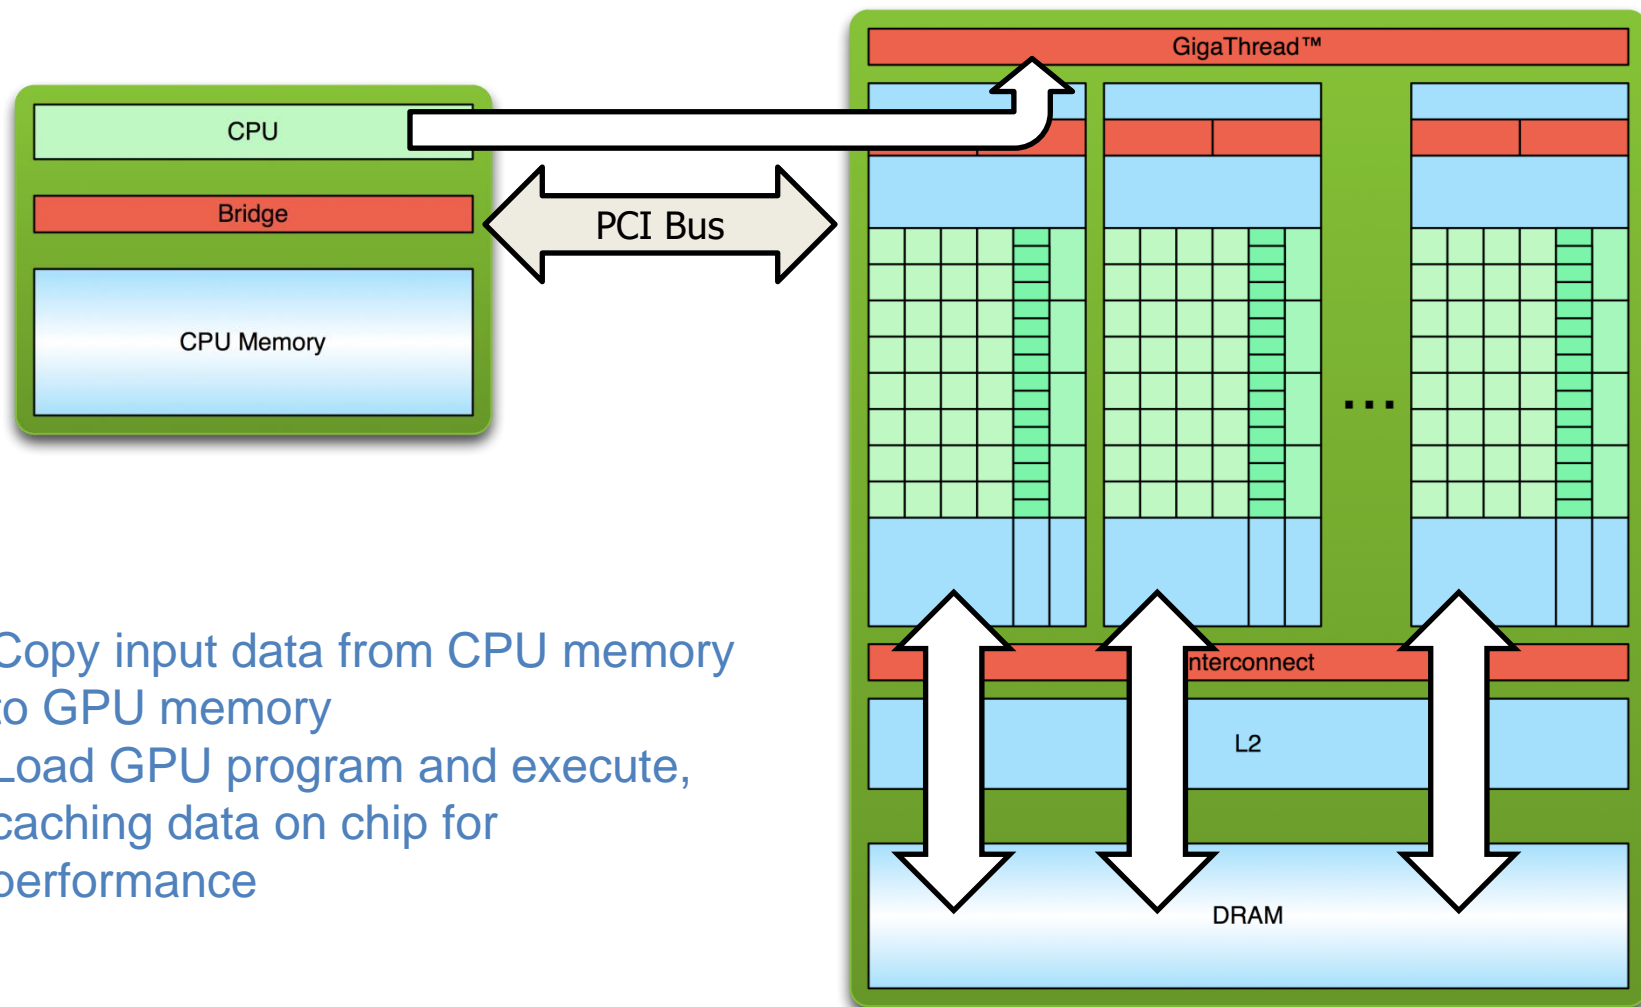 GigaThread™
CPU
Bridge
PCI Bus
CPU Memory
...
Copy input data from CPU memory
to GPU memory
Load GPU program and execute,
caching data on chip for
performance
nterconnect
L2
DRAM